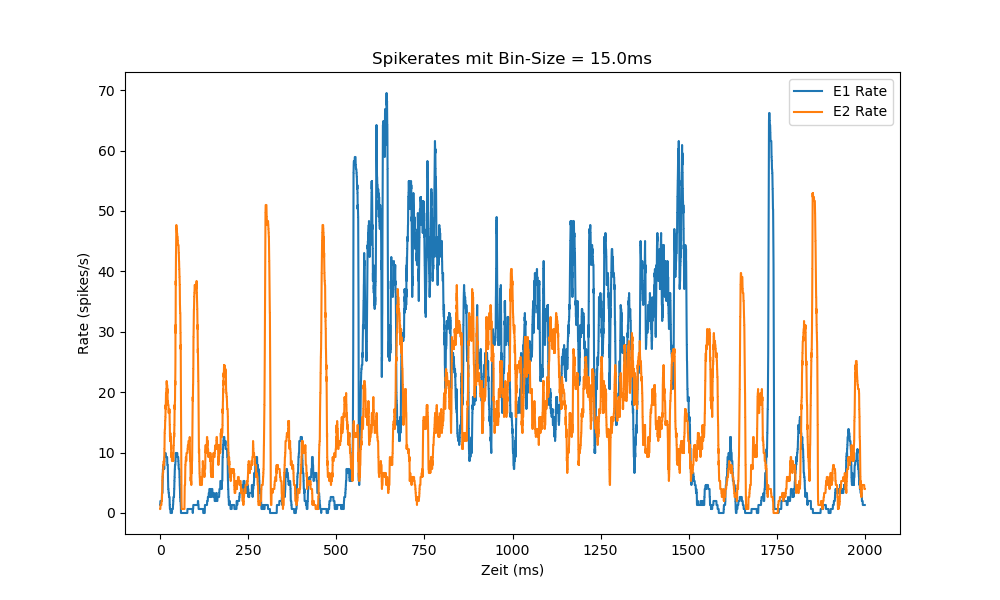 Spikerates mit Bin-Size = 15.0ms
E1 Rate
E2 Rate
70
60
50
40
30
20
10
0
Rate (spikes/s)
0 250 500 750 1000 1250 1500 1750 2000
Zeit (ms)